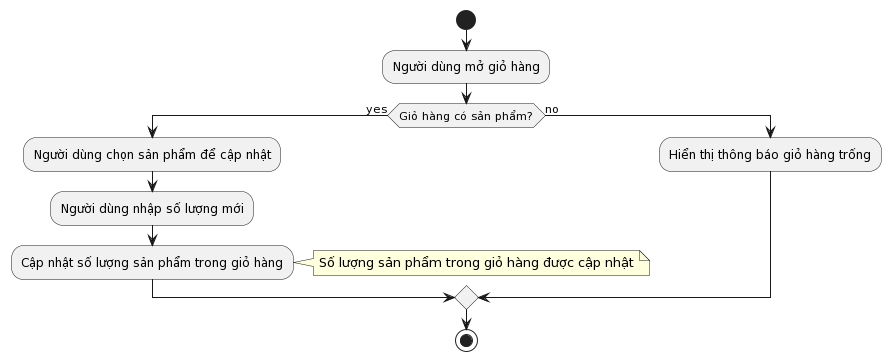 Người dùng mở giỏ hàng
yes
Giỏ hàng có sản phẩm?
no
Người dùng chọn sản phẩm để cập nhật
Hiển thị thông báo giỏ hàng trống
Người dùng nhập số lượng mới
Cập nhật số lượng sản phẩm trong giỏ hàng
Số lượng sản phẩm trong giỏ hàng được cập nhật